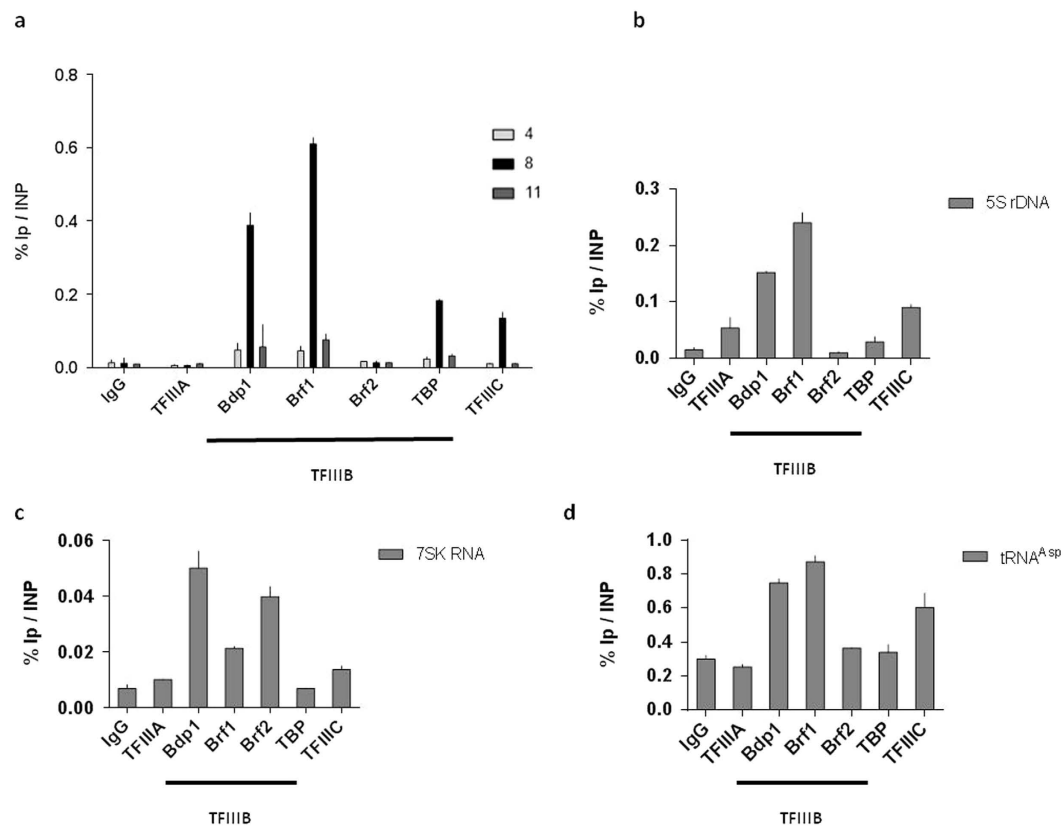 a
% Ip / INP
0.8
0.6
0.4
0.2
0.0
4
8
11
IgG
TFIIIA
Bdp1
Brf1
Brf2
TBP
TFIIIC
TFIIIB
b
% Ip / INP
0.3
0.2
0.1
0.0
5S rDNA
IgG
TFIIIA
Bdp1
Brf1
Brf2
TBP
TFIIIC
TFIIIB
c
% Ip / INP
0.06
0.04
0.02
0.00
7SK RNA
IgG
TFIIIA
Bdp1
Brf1
Brf2
TBP
TFIIIC
TFIIIB
d
% Ip / INP
1.0
0.8
0.6
0.4
0.2
0.0
tRNA^Asp
IgG
TFIIIA
Bdp1
Brf1
Brf2
TBP
TFIIIC
TFIIIB